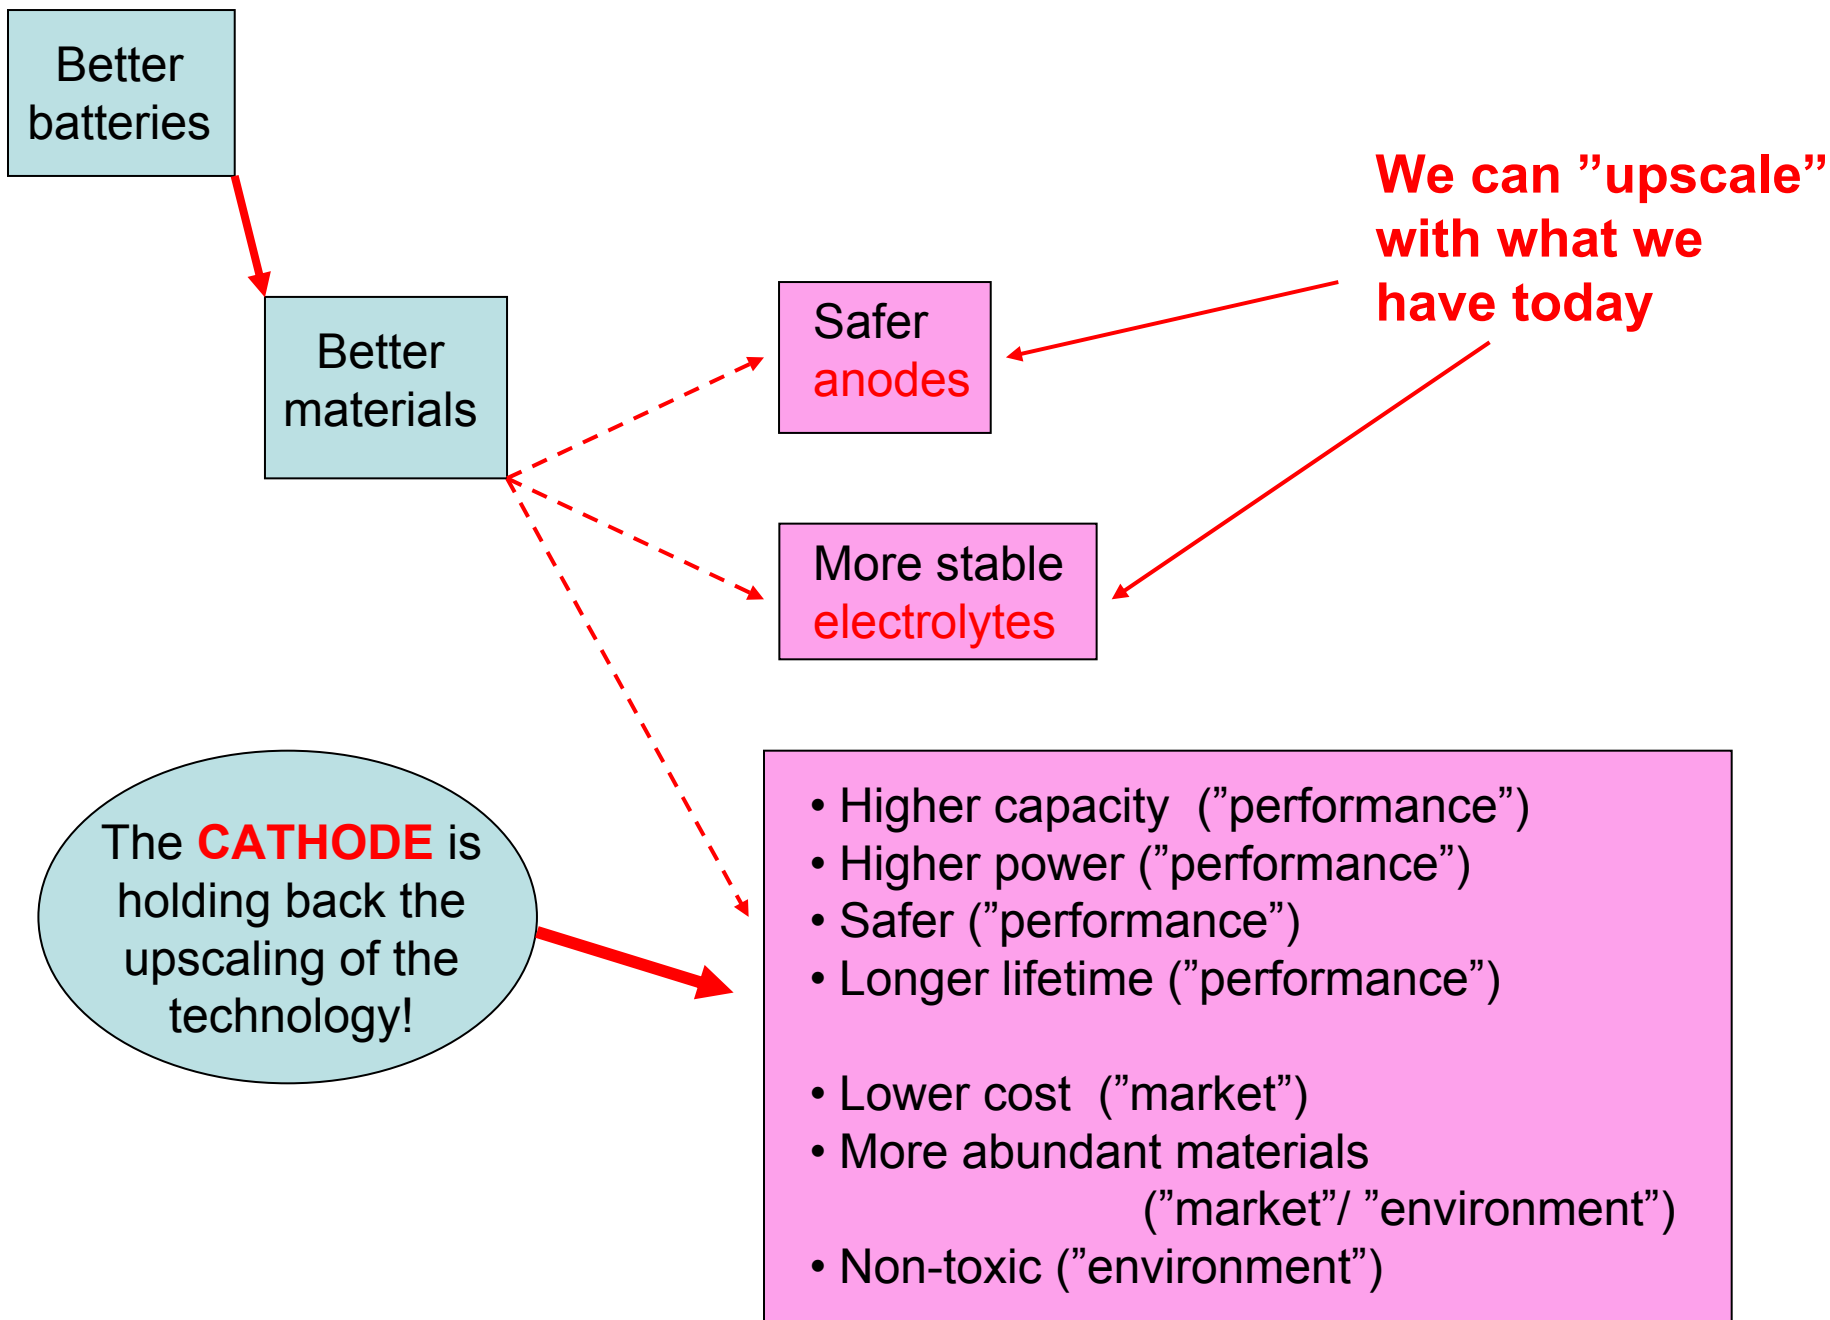 Better
batteries
We can ”upscale”
with what we
have today
Better
materials
Safer
anodes
More stable
electrolytes
The CATHODE is
holding back the
upscaling of the
technology!
• Higher capacity  (”performance”)
• Higher power (”performance”)
• Safer (”performance”)
• Longer lifetime (”performance”)
• Lower cost  (”market”)
• More abundant materials
(”market”/ ”environment”)
• Non-toxic (”environment”)